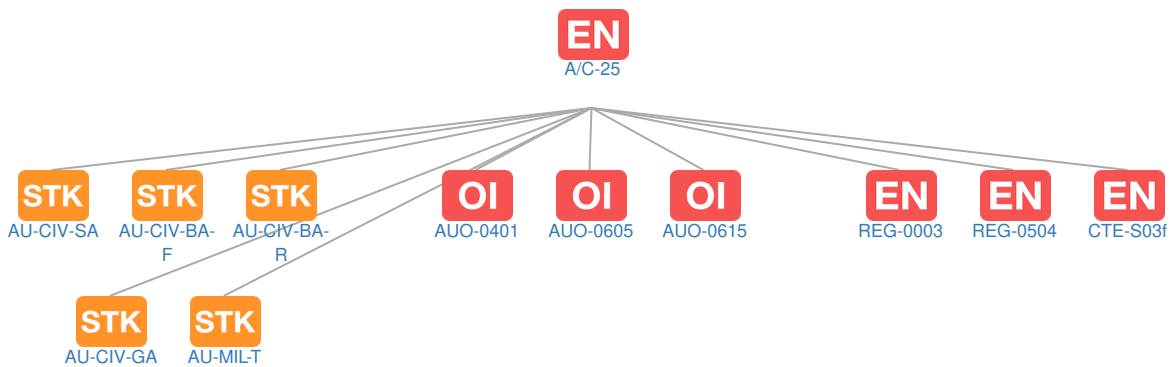 EN
A/C-25
STK STK STK OI OI OI EN EN EN
AU-CIV-SA AU-CIV-BA- AU-CIV-BA- AUO-0401 AUO-0605 AUO-0615 REG-0003 REG-0504 CTE-S03f
F R
STK STK
AU-CIV-GA AU-MIL-T